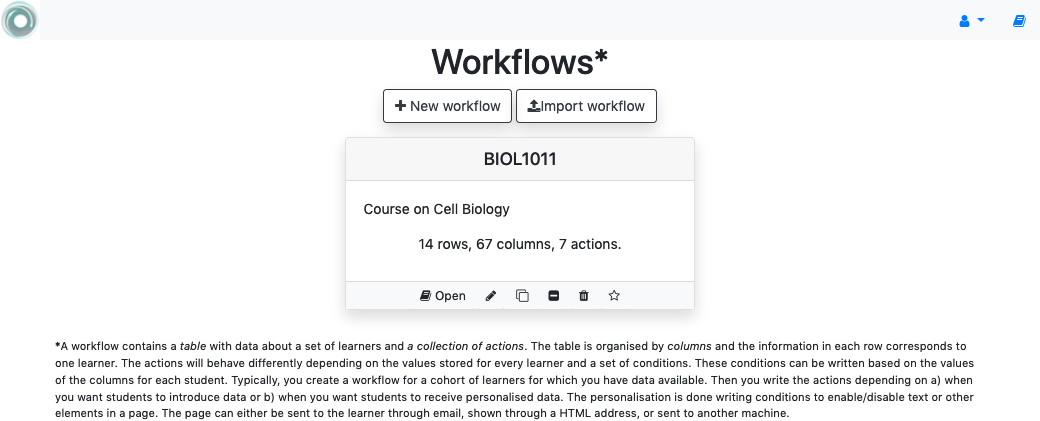 Workflows*
New workflow
Import workflow
BIOL1011
Course on Cell Biology
14 rows, 67 columns, 7 actions.
Open
*A workflow contains a table with data about a set of learners and a collection of actions. The table is organised by columns and the information in each row corresponds to
one learner. The actions will behave differently depending on the values stored for every learner and a set of conditions. These conditions can be written based on the values
of the columns for each student. Typically, you create a workflow for a cohort of learners for which you have data available. Then you write the actions depending on a) when
you want students to introduce data or b) when you want students to receive personalised data. The personalisation is done writing conditions to enable/disable text or other
elements in a page. The page can either be sent to the learner through email, shown through a HTML address, or sent to another machine.